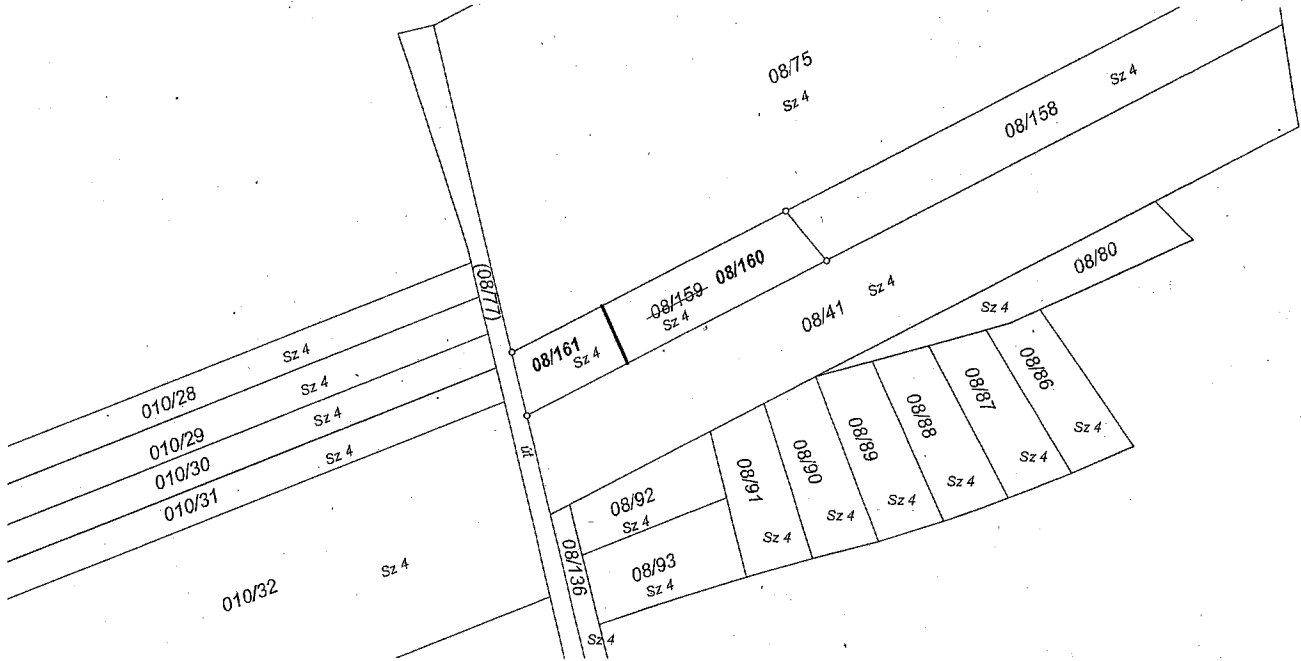 08/75
Sz 4
Sz 4
08/158
(08/77)
08/159 08/160
Sz 4
08/80
08/161
Sz 4
08/41
Sz 4
Sz 4
010/28
Sz 4
010/29
Sz 4
010/30
Sz 4
010/31
Sz 4
út
08/86
Sz 4
08/87
Sz 4
08/88
Sz 4
08/89
Sz 4
08/90
Sz 4
08/91
Sz 4
08/92
Sz 4
08/93
Sz 4
08/136
Sz 4
010/32
Sz 4